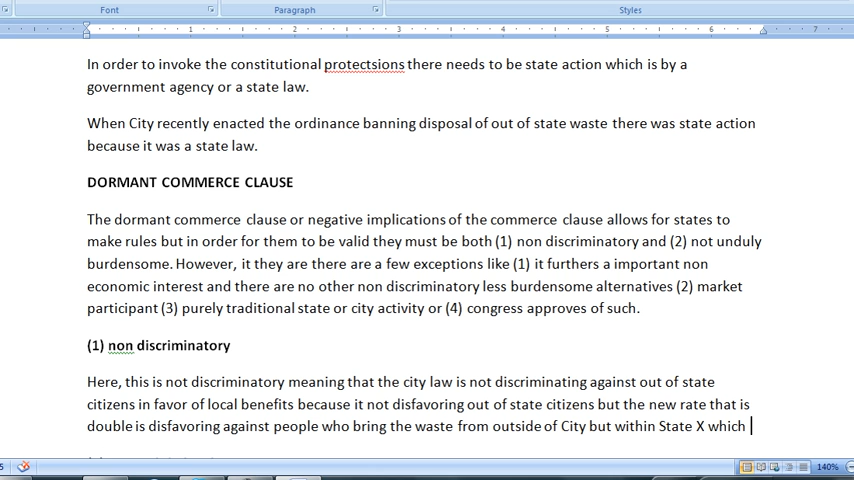 Font Paragraph Styles
1 2 3 4 5 6 7
In order to invoke the constitutional protectsions there needs to be state action which is by a
government agency or a state law.
When City recently enacted the ordinance banning disposal of out of state waste there was state action
because it was a state law.
DORMANT COMMERCE CLAUSE
The dormant commerce clause or negative implications of the commerce clause allows for states to
make rules but in order for them to be valid they must be both (1) non discriminatory and (2) not unduly
burdensome. However, it they are there are a few exceptions like (1) it furthers a important non
economic interest and there are no other non discriminatory less burdensome alternatives (2) market
participant (3) purely traditional state or city activity or (4) congress approves of such.
(1) non discriminatory
Here, this is not discriminatory meaning that the city law is not discriminating against out of state
citizens in favor of local benefits because it not disfavoring out of state citizens but the new rate that is
double is disfavoring against people who bring the waste from outside of City but within State X which
5 140%